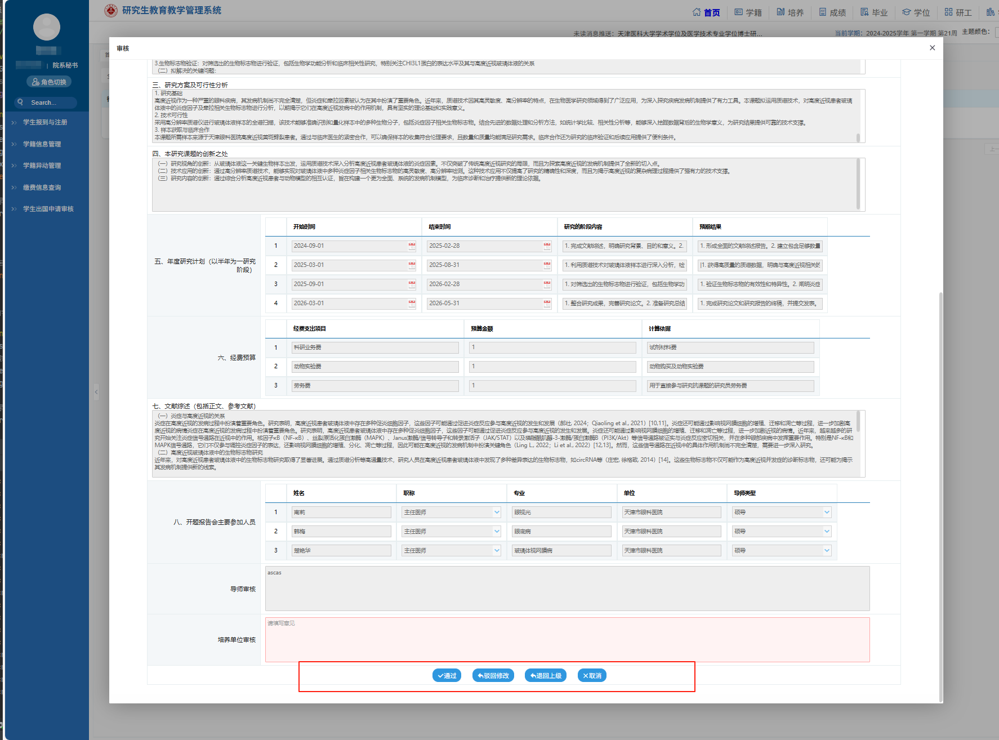 研究生教育教学管理系统
首页
学籍
培养
成绩
毕业
学位
研工
未读消息推送：天津医科大学学术学位及医学技术专业学位博士研...
当前学期：2024-2025学年 第一学期 第21周
主题颜色：
| 院系秘书
角色切换
Search...
学生报到与注册
学籍信息管理
学籍异动管理
缴费信息查询
学生出国申请审核
审核
3.生物标志物验证：对筛选出的生物标志物进行验证，包括生物学功能分析和临床相关性研究，特别关注CHI3L1蛋白的表达水平及其与高度近视玻璃体液的关系
（二）拟解决的关键问题：
三、研究方案及可行性分析
1. 研究基础
高度近视作为一种严重的眼科疾病，其发病机制尚不完全清楚，但炎症和牵拉因素被认为在其中扮演了重要角色。近年来，质谱技术因其高灵敏度、高分辨率的特点，在生物医学研究领域得到了广泛应用，为深入探究疾病发病机制提供了有力工具。本课题拟运用质谱技术，对高度近视患者玻璃
体液中的炎症因子及牵拉相关生物标志物进行分析，以期揭示它们在高度近视发病中的作用机制，具有坚实的理论基础和实践意义。
2. 技术可行性
采用高分辨率质谱仪进行玻璃体液样本的全谱扫描，该技术能够准确识别和量化样本中的多种生物分子，包括炎症因子相关生物标志物。结合先进的数据处理和分析方法，如统计学比较、相关性分析等，能够深入挖掘数据背后的生物学意义，为研究结果提供可靠的技术支撑。
3. 样本获取与临床合作
本课题所需样本来源于天津眼科医院高度近视黄斑劈裂患者。通过与临床医生的紧密合作，可以确保样本的收集符合伦理要求，且数量和质量均能满足研究需求。临床合作还为研究的临床验证和后续应用提供了便利条件。
四、本研究课题的创新之处
（一）研究视角的创新：从玻璃体液这一关键生物样本出发，运用质谱技术深入分析高度近视患者玻璃体液的炎症因素。不仅突破了传统高度近视研究的局限，而且为探索高度近视的发病机制提供了全新的切入点。
（二）技术应用的创新：通过高分辨率质谱技术，能够实现对玻璃体液中多种炎症因子相关生物标志物的高灵敏度、高分辨率检测。这种技术应用不仅提高了研究的精确性和深度，而且为揭示高度近视的复杂病理过程提供了强有力的技术支撑。
（三）研究内容的创新：通过综合分析高度近视患者与动物模型的相互认证，旨在构建一个更为全面、系统的发病机制模型，为临床诊断和治疗提供新的理论依据。
五、年度研究计划（以半年为一研究阶段）
开始时间 结束时间 研究的阶段内容 预期结果
1 2024-09-01 2025-02-28 1. 完成文献综述，明确研究背景、目的和意义。2. 1. 形成全面的文献综述报告。2. 建立包含足够数量
2 2025-03-01 2025-08-31 1. 利用质谱技术对玻璃体液样本进行深入分析，检 |1. 获得高质量的质谱数据，明确与高度近视相关的
3 2025-09-01 2026-02-28 1. 对筛选出的生物标志物进行验证，包括生物学功 1. 验证生物标志物的有效性和特异性。2. 阐明炎症
4 2026-03-01 2026-05-31 1. 整合研究成果，完善研究论文。2. 准备研究总结 1. 完成研究论文和研究报告的终稿，并提交发表。
六、经费预算
经费支出项目 预算金额 计算依据
1 科研业务费 1 试剂材料费
2 动物实验费 1 动物购买及动物实验费
3 劳务费 1 用于直接参与研究抗课题的研究员劳务费
七、文献综述（包括正文、参考文献）
（一）炎症与高度近视的关系
炎症在高度近视的发病过程中扮演着重要角色。研究表明，高度近视患者玻璃体液中存在多种促炎细胞因子，这些因子可能通过促进炎症反应参与高度近视的发生和发展（郝壮, 2024；Qiaoling et al., 2021）[10,11]。炎症还可能通过影响视网膜细胞的增殖、迁移和凋亡等过程，进一步加剧高
度近视的病情炎症在高度近视的发病过程中扮演着重要角色。研究表明，高度近视患者玻璃体液中存在多种促炎细胞因子，这些因子可能通过促进炎症反应参与高度近视的发生和发展。炎症还可能通过影响视网膜细胞的增殖、迁移和凋亡等过程，进一步加剧近视的病情。近年来，越来越多的研
究开始关注炎症信号通路在近视中的作用。核因子κB（NF-κB）、丝裂原活化蛋白激酶（MAPK）、Janus激酶/信号转导子和转录激活子（JAK/STAT）以及磷脂酰肌醇-3-激酶/蛋白激酶B（PI3K/Akt）等信号通路被证实与炎症反应密切相关，并在多种眼部疾病中发挥重要作用。特别是NF-κB和
MAPK信号通路，它们不仅参与调控炎症因子的表达，还影响视网膜细胞的增殖、分化、凋亡等过程，因此可能在高度近视的发病机制中扮演关键角色（Ling L., 2022；Li et al., 2022）[12,13]。然而，这些信号通路在近视中的具体作用机制尚不完全清楚，需要进一步深入研究。
（二）高度近视玻璃体液中的生物标志物研究
近年来，对高度近视患者玻璃体液中的生物标志物研究取得了显著进展。通过质谱分析等高通量技术，研究人员在高度近视患者玻璃体液中发现了多种差异表达的生物标志物，如circRNA等（庄宏, 徐格致, 2014）[14]。这些生物标志物不仅可能作为高度近视并发症的诊断标志物，还可能为揭示
其发病机制提供新的线索。
八、开题报告会主要参加人员
姓名 职称 专业 单位 导师类型
1 南莉 主任医师 眼视光 天津市眼科医院 硕导
2 韩梅 主任医师 眼底病 天津市眼科医院 硕导
3 楚艳华 主任医师 玻璃体视网膜病 天津市眼科医院 硕导
导师审核
ascas
培养单位审核
请填写意见
通过
驳回修改
退回上级
取消